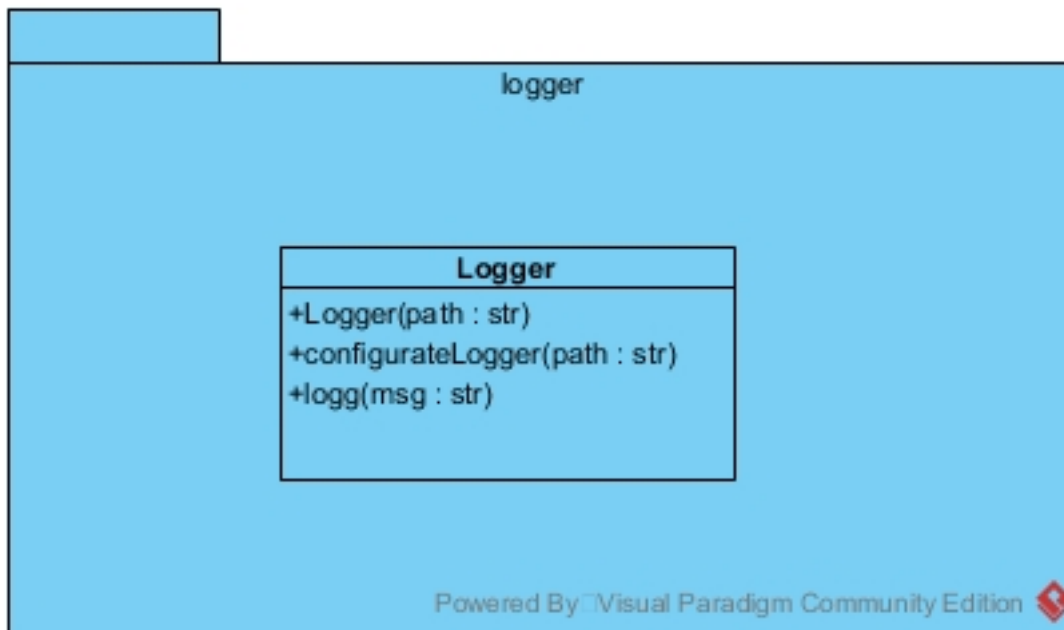 logger
Logger
+Logger(path : str)
+configurateLogger(path : str)
+logg(msg : str)
Powered By Visual Paradigm Community Edition